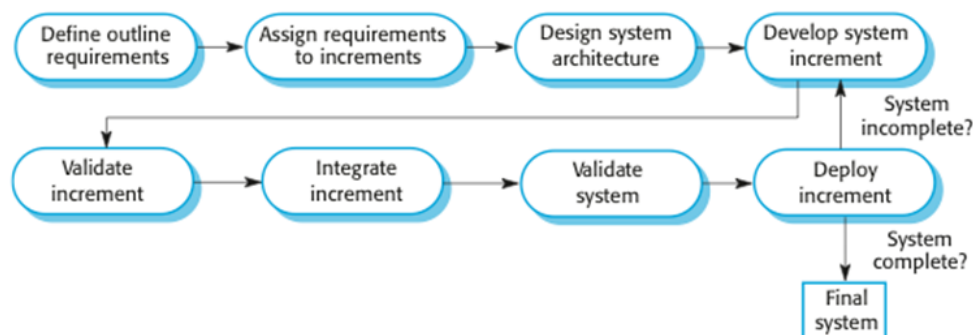 Define outline
requirements
Assign requirements
to increments
Design system
architecture
Develop system
increment
System
incomplete?
Validate
increment
Integrate
increment
Validate
system
Deploy
increment
System
complete?
Final
system